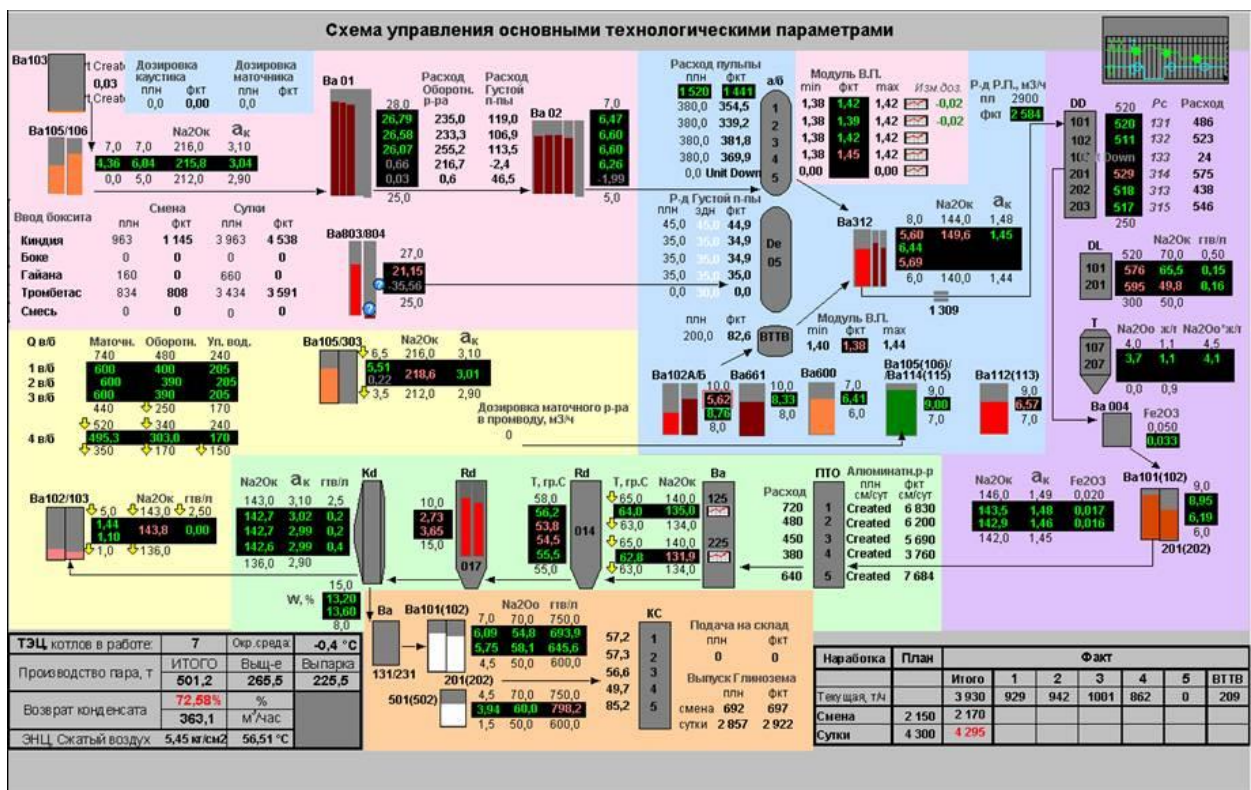 Схема управления основными технологическими параметрами
Ba103
t Creat
0,03
t,Creat
Дозировка каустика
плн фкт
0,0 0,00
Дозировка маточника
плн фкт
0,0
Ba105/106
Na2Oк aк
7,0 7,0 216,0 3,10
4,36 6,04 215,8 3,04
0,0 5,0 212,0 2,90
Ba 01
28,0
26,79
26,58
26,07
0,66
0,03
25,0
Расход Оборотн. р-ра
235,0
233,3
255,2
216,7
0,6
Расход Густой п-пы
119,0
106,9
113,5
-2,4
46,5
Ba 02
7,0
6,47
6,60
6,60
6,26
-1,99
5,0
Расход пульпы
плн фкт
1 520 1 441
380,0 354,5
380,0 339,2
380,0 381,8
380,0 369,9
0,0 Unit Down
а/б
1
2
3
4
5
Модуль В.П.
min фкт max Изм.доз.
1,38 1,42 1,42 -0,02
1,38 1,39 1,42 -0,02
1,38 1,42 1,42
1,38 1,45 1,42
0,00 0,00
Р-д Р.П., м3/ч
пл 2900
фкт 2 584
DD
520 Рс Расход
101 520 131 486
102 511 132 523
Unit Down 133 24
201 529 314 575
202 518 313 438
203 517 315 546
250
Ввод боксита
Смена Сутки
плн фкт плн фкт
Киндия 963 1 145 3 963 4 538
Боке 0 0 0 0
Гайана 160 0 660 0
Тромбетас 834 808 3 434 3 591
Смесь 0 0 0 0
Ba803/804
27,0
21,15
-35,56
25,0
Р-д Густой п-пы
плн здн фкт
45,0 45,0 44,9
35,0 35,0 34,9
35,0 35,0 34,9
35,0 35,0 35,0
0,0 30,0 0,0
De
05
Ba312
Na2Oк aк
8,0 144,0 1,48
5,60 149,6 1,45
6,44
5,69
6,0 140,0 1,44
1 309
DL
Na2Oк гтв/л
520 70,0 0,50
101 576 65,5 0,15
201 595 49,8 0,16
300 50,0
T
Na2Oо ж/т Na2Oо*ж/т
4,0 1,1 4,5
107 3,7 1,1 4,1
207
0,0 0,9
плн фкт
200,0 82,6
ВТТВ
Модуль В.П.
min фкт max
1,40 1,38 1,44
Q в/б Маточн. Оборотн. Уп. вод.
740 480 240
1 в/б 600 400 205
2 в/б 600 390 205
3 в/б 600 390 205
440 250 170
520 340 240
4 в/б 495,3 303,0 170
350 170 150
Ba105/303
Na2Oк aк
6,5 216,0 3,10
5,51 218,6 3,01
0,22
3,5 212,0 2,90
Дозировка маточного р-ра в промводу, м3/ч
0
Ba102А/Б
10,0
5,62
8,76
8,0
Ba661
10,0
8,33
8,0
Ba600
7,0
6,41
6,0
Ba105(106)/
/Ba114(115)
9,0
9,00
7,0
Ba112(113)
9,0
6,57
7,0
Ba 004
Fe2O3
0,050
0,033
Ba102/103
Na2Oк гтв/л
5,0 143,0 2,50
1,44 143,8 0,00
1,10
1,0 136,0
Na2Oк aк гтв/л
143,0 3,10 2,5
142,7 3,02 0,2
142,7 2,99 0,2
142,6 2,99 0,4
136,0 2,90
Kd
Rd
10,0
2,73
3,65
15,0
017
T, гр.С
58,0
56,2
53,8
54,5
55,5
55,0
Rd
014
T, гр.С Na2Oк
65,0 140,0
64,0 135,0
63,0 134,0
65,0 140,0
62,8 131,9
63,0 134,0
Ba
125
225
Расход
720
480
450
380
640
ПТО
Алюминатн.р-р
плн фкт
см/сут см/сут
1 Created 6 830
2 Created 6 200
3 Created 5 690
4 Created 3 760
5 Created 7 684
Na2Oк aк Fe2O3
146,0 1,49 0,020
143,5 1,48 0,017
142,9 1,46 0,016
142,0 1,45
Ba101(102)
9,0
8,95
6,19
6,0
201(202)
W, %
15,0
13,20
13,60
8,0
Ba
131/231
Ba101(102)
Na2Oо гтв/л
7,0 70,0 750,0
6,09 54,8 693,9
5,75 58,1 645,6
4,5 50,0 600,0
201(202)
501(502)
4,5 70,0 750,0
3,94 60,0 798,2
1,5 50,0 600,0
КС
57,2 1
57,3 2
56,6 3
49,7 4
85,2 5
Подача на склад
плн фкт
0 0
Выпуск Глинозема
плн фкт
смена 692 697
сутки 2 857 2 922
ТЭЦ, котлов в работе: 7 Окр.среда: -0,4 °С
Производство пара, т ИТОГО Выщ-е Выпарка
501,2 265,5 225,5
Возврат конденсата 72,58% %
363,1 м³/час
ЭНЦ, Сжатый воздух 5,45 кг/см2 56,51 °С
Наработка План Факт
Итого 1 2 3 4 5 ВТТВ
Текущая, т/ч 3 930 929 942 1001 862 0 209
Смена 2 150 2 170
Сутки 4 300 4 295